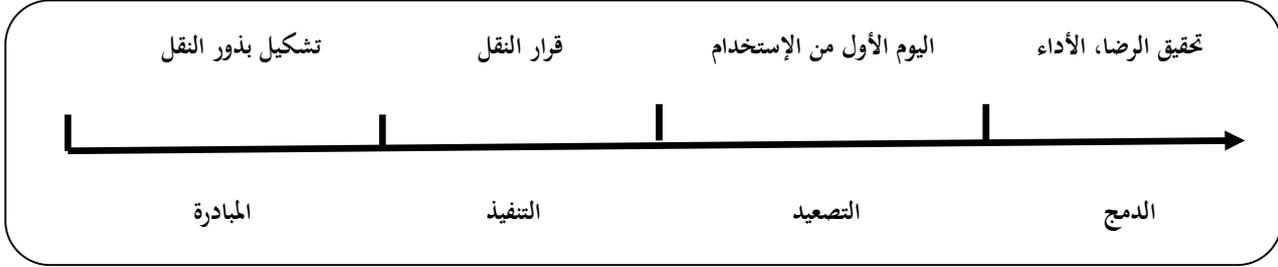 تشكيل بذور النقل
قرار النقل
اليوم الأول من الإستخدام
تحقيق الرضا، الأداء
المبادرة
التنفيذ
التصعيد
الدمج